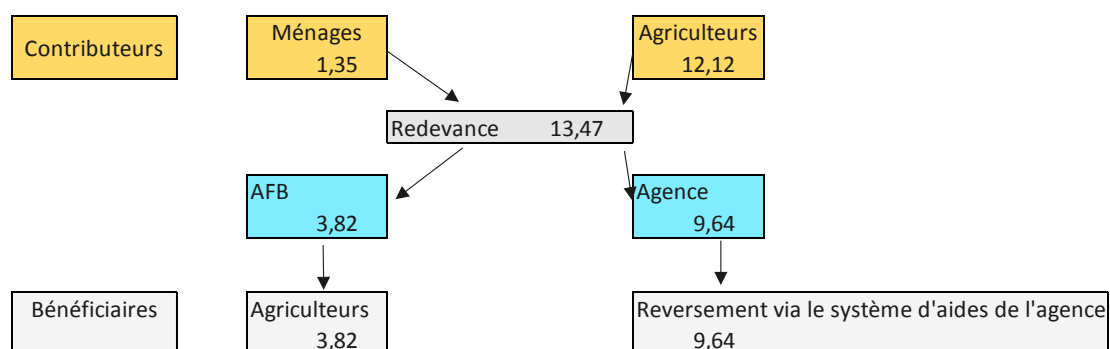 Contributeurs
Ménages
1,35
Agriculteurs
12,12
Redevance 13,47
AFB
3,82
Agence
9,64
Bénéficiaires
Agriculteurs
3,82
Reversement via le système d'aides de l'agence
9,64